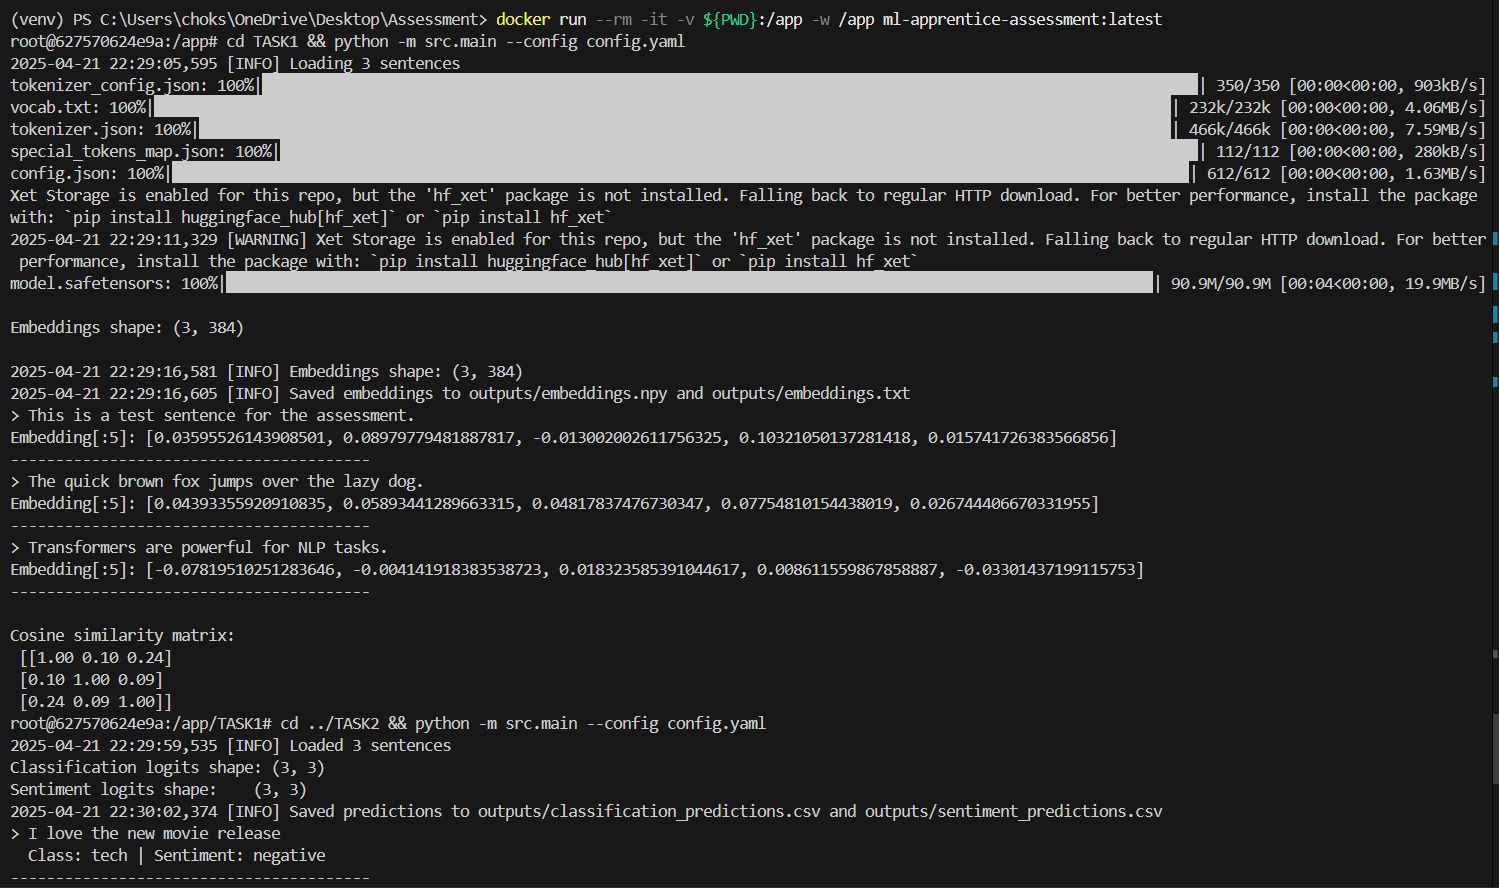 (venv) PS C:\Users\choks\OneDrive\Desktop\Assessment> docker run --rm -it -v ${PWD}:/app -w /app ml-apprentice-assessment:latest
root@627570624e9a:/app# cd TASK1 && python -m src.main --config config.yaml
2025-04-21 22:29:05,595 [INFO] Loading 3 sentences
tokenizer_config.json: 100%| | 350/350 [00:00<00:00, 903kB/s]
vocab.txt: 100%| | 232k/232k [00:00<00:00, 4.06MB/s]
tokenizer.json: 100%| | 466k/466k [00:00<00:00, 7.59MB/s]
special_tokens_map.json: 100%| | 112/112 [00:00<00:00, 280kB/s]
config.json: 100%| | 612/612 [00:00<00:00, 1.63MB/s]
Xet Storage is enabled for this repo, but the 'hf_xet' package is not installed. Falling back to regular HTTP download. For better performance, install the package
with: `pip install huggingface_hub[hf_xet]` or `pip install hf_xet`
2025-04-21 22:29:11,329 [WARNING] Xet Storage is enabled for this repo, but the 'hf_xet' package is not installed. Falling back to regular HTTP download. For better
performance, install the package with: `pip install huggingface_hub[hf_xet]` or `pip install hf_xet`
model.safetensors: 100%| | 90.9M/90.9M [00:04<00:00, 19.9MB/s]
Embeddings shape: (3, 384)
2025-04-21 22:29:16,581 [INFO] Embeddings shape: (3, 384)
2025-04-21 22:29:16,605 [INFO] Saved embeddings to outputs/embeddings.npy and outputs/embeddings.txt
> This is a test sentence for the assessment.
Embedding[:5]: [0.03595526143908501, 0.08979779481887817, -0.013002002611756325, 0.10321050137281418, 0.015741726383566856]
----------------------------------------
> The quick brown fox jumps over the lazy dog.
Embedding[:5]: [0.04393355920910835, 0.05893441289663315, 0.04817837476730347, 0.07754810154438019, 0.026744406670331955]
----------------------------------------
> Transformers are powerful for NLP tasks.
Embedding[:5]: [-0.07819510251283646, -0.004141918383538723, 0.018323585391044617, 0.008611559867858887, -0.03301437199115753]
----------------------------------------
Cosine similarity matrix:
[[1.00 0.10 0.24]
[0.10 1.00 0.09]
[0.24 0.09 1.00]]
root@627570624e9a:/app/TASK1# cd ../TASK2 && python -m src.main --config config.yaml
2025-04-21 22:29:59,535 [INFO] Loaded 3 sentences
Classification logits shape: (3, 3)
Sentiment logits shape:    (3, 3)
2025-04-21 22:30:02,374 [INFO] Saved predictions to outputs/classification_predictions.csv and outputs/sentiment_predictions.csv
> I love the new movie release
Class: tech | Sentiment: negative
----------------------------------------